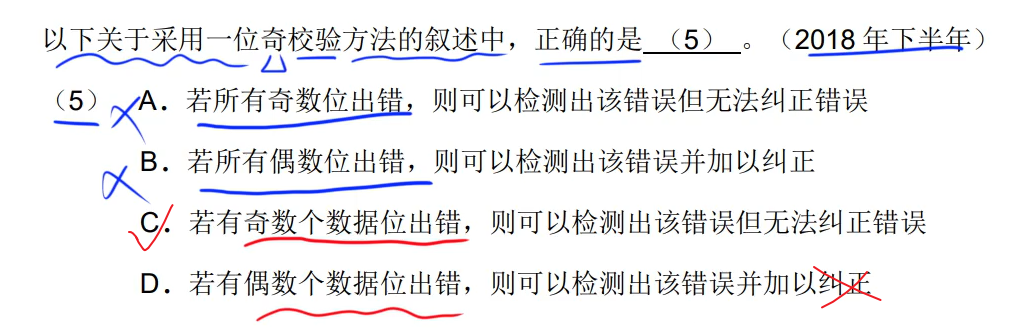 以下关于采用一位奇校验方法的叙述中，正确的是（5）。（2018 年下半年）
（5） A．若所有奇数位出错，则可以检测出该错误但无法纠正错误
B．若所有偶数位出错，则可以检测出该错误并加以纠正
C．若有奇数个数据位出错，则可以检测出该错误但无法纠正错误
D．若有偶数个数据位出错，则可以检测出该错误并加以纠正